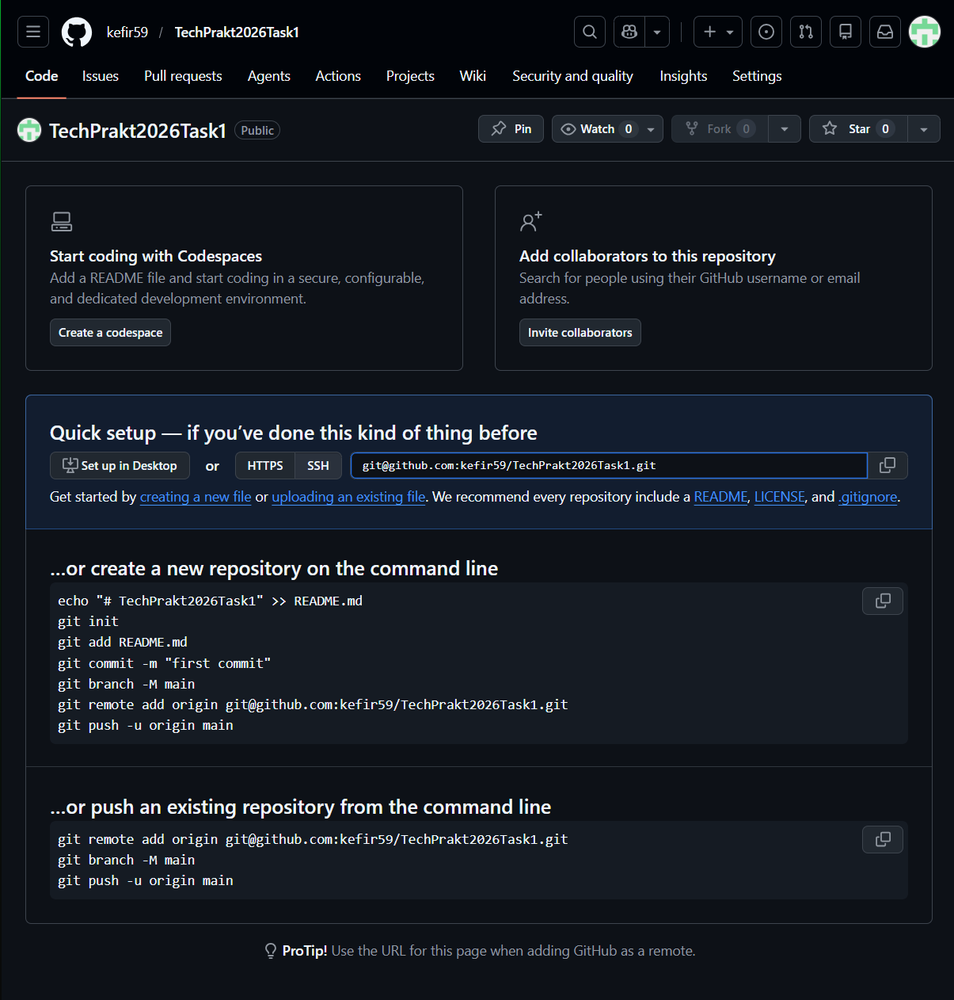 kefir59 / TechPrakt2026Task1
Code Issues Pull requests Agents Actions Projects Wiki Security and quality Insights Settings
TechPrakt2026Task1 Public Pin Watch 0 Fork 0 Star 0
Start coding with Codespaces
Add a README file and start coding in a secure, configurable,
and dedicated development environment.
Create a codespace
Add collaborators to this repository
Search for people using their GitHub username or email
address.
Invite collaborators
Quick setup — if you’ve done this kind of thing before
Set up in Desktop or HTTPS SSH git@github.com:kefir59/TechPrakt2026Task1.git
Get started by creating a new file or uploading an existing file. We recommend every repository include a README, LICENSE, and .gitignore.
…or create a new repository on the command line
echo "# TechPrakt2026Task1" >> README.md
git init
git add README.md
git commit -m "first commit"
git branch -M main
git remote add origin git@github.com:kefir59/TechPrakt2026Task1.git
git push -u origin main
…or push an existing repository from the command line
git remote add origin git@github.com:kefir59/TechPrakt2026Task1.git
git branch -M main
git push -u origin main
ProTip! Use the URL for this page when adding GitHub as a remote.